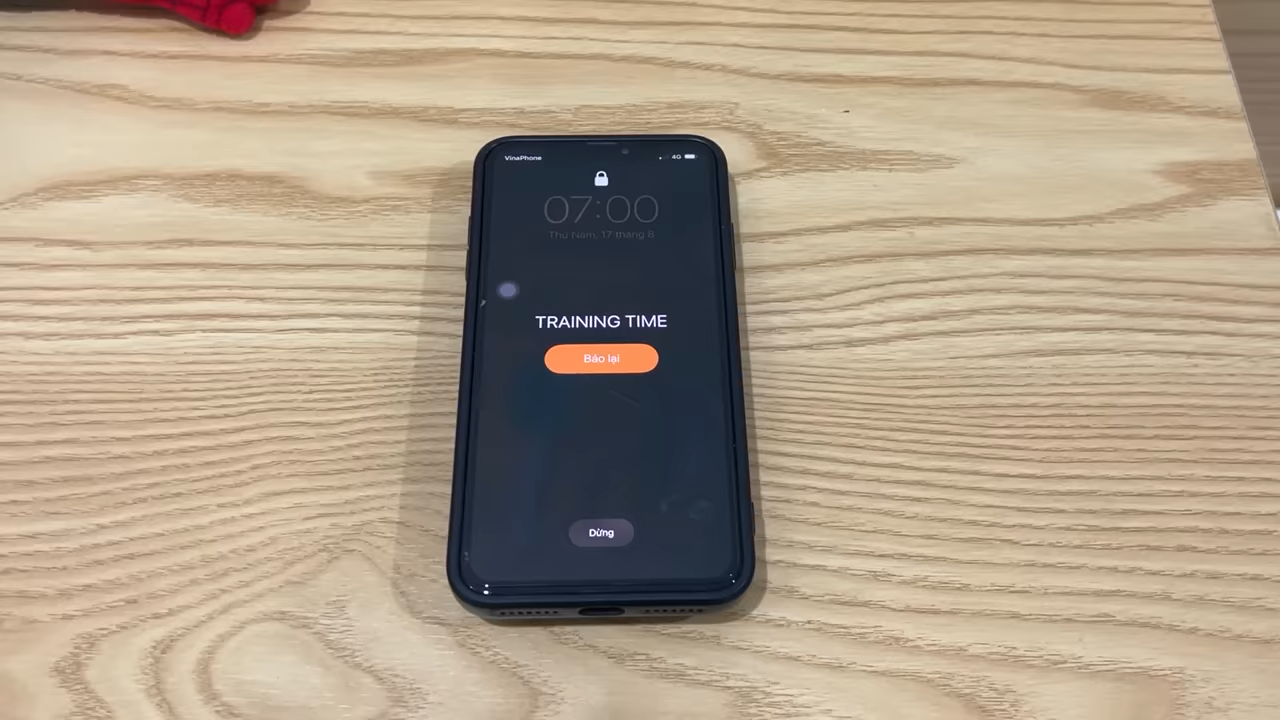 VinaPhone 4G
07:00
Thứ Năm, 17 tháng 8
TRAINING TIME
Báo lại
Dừng